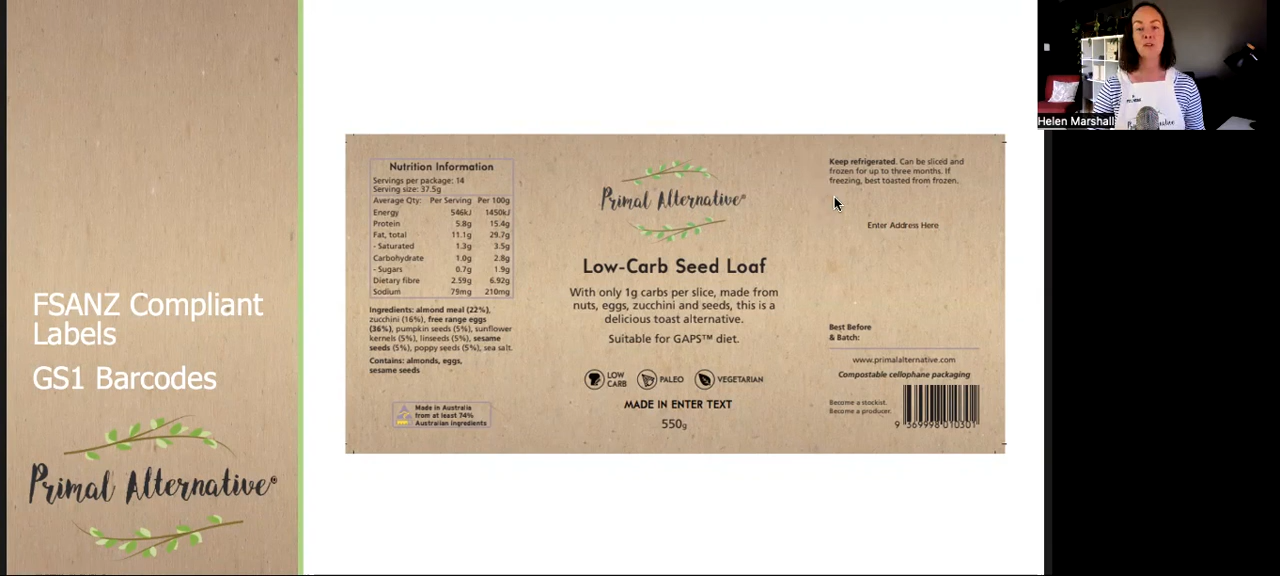 FSANZ Compliant
Labels
GS1 Barcodes
Primal Alternative®
Nutrition Information
Servings per package: 14
Serving size: 37.5g
Average Qty: Per Serving Per 100g
Energy 546kJ 1450kJ
Protein 5.8g 15.4g
Fat, total 11.1g 29.7g
- Saturated 1.3g 3.5g
Carbohydrate 1.0g 2.8g
- Sugars 0.7g 1.9g
Dietary fibre 2.59g 6.92g
Sodium 79mg 210mg
Ingredients: almond meal (22%),
zucchini (16%), free range eggs
(36%), pumpkin seeds (5%), sunflower
kernels (5%), linseeds (5%), sesame
seeds (5%), poppy seeds (5%), sea salt.
Contains: almonds, eggs,
sesame seeds
Made in Australia
from at least 74%
Australian ingredients
Primal Alternative®
Low-Carb Seed Loaf
With only 1g carbs per slice, made from
nuts, eggs, zucchini and seeds, this is a
delicious toast alternative.
Suitable for GAPS™ diet.
LOW
CARB
PALEO
VEGETARIAN
MADE IN ENTER TEXT
550g
Keep refrigerated. Can be sliced and
frozen for up to three months. If
freezing, best toasted from frozen.
Enter Address Here
Best Before
& Batch:
www.primalalternative.com
Compostable cellophane packaging
Become a stockist.
Become a producer.
9 369998 010301
Helen Marshall